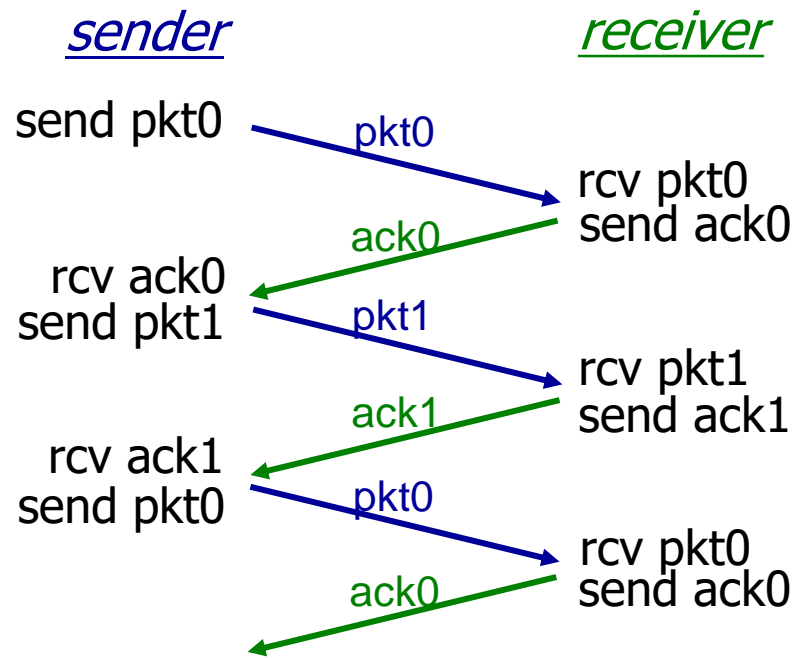 sender
receiver
send pkt0
pkt0
rcv pkt0
send ack0
ack0
rcv ack0
send pkt1
pkt1
rcv pkt1
send ack1
ack1
rcv ack1
send pkt0
pkt0
rcv pkt0
send ack0
ack0